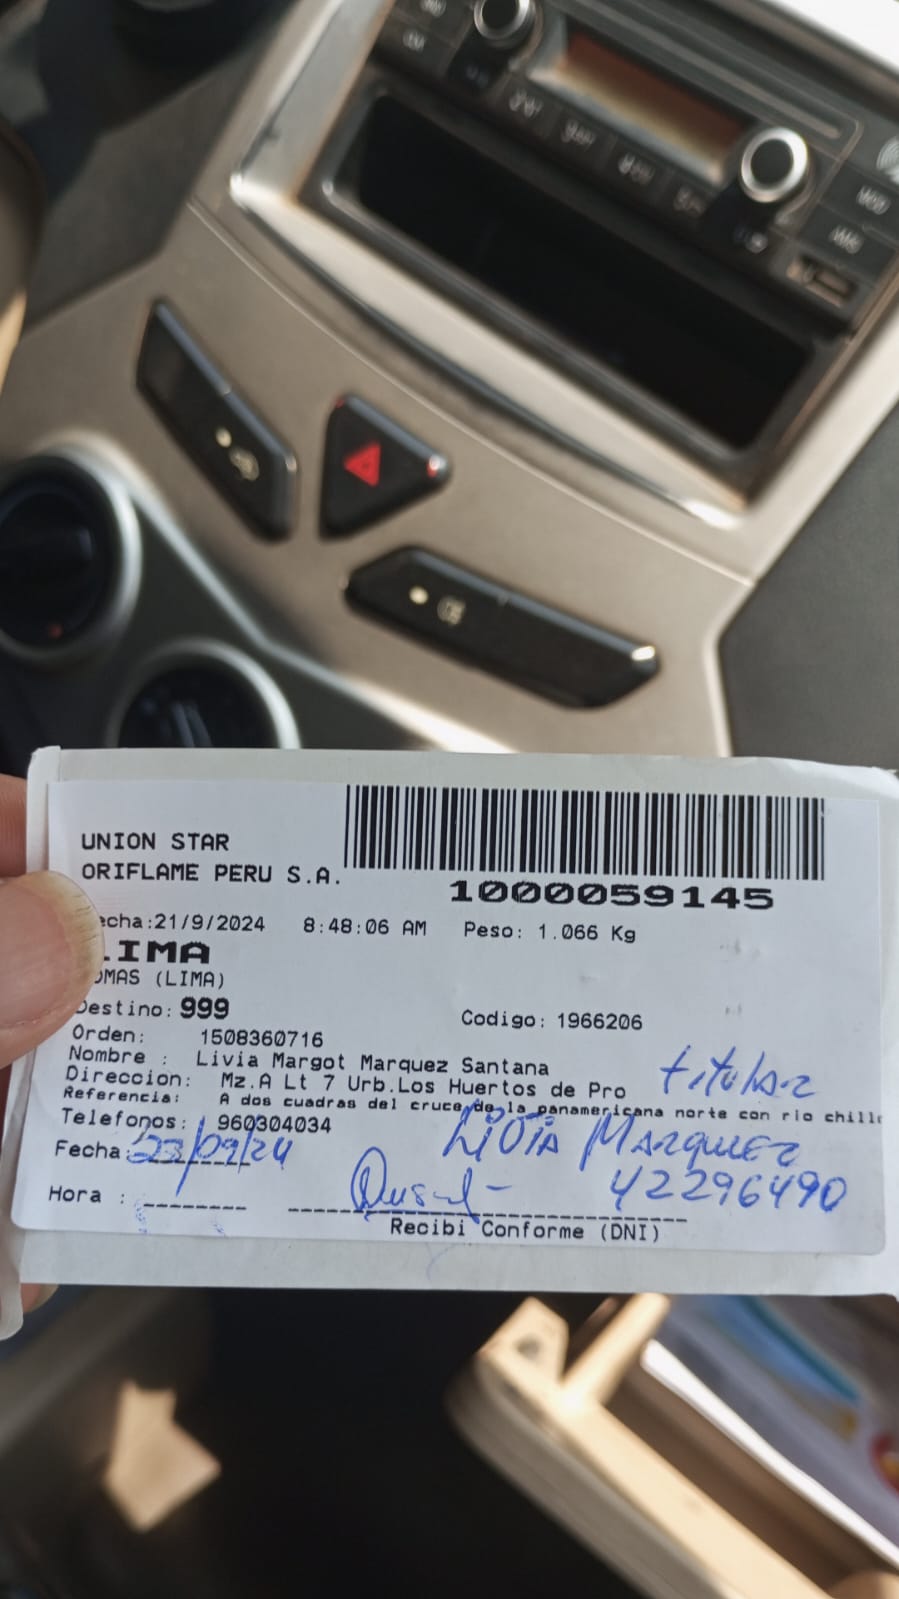 UNION STAR
ORIFLAME PERU S.A.
1000059145
echa:21/9/2024 8:48:06 AM Peso: 1.066 Kg
LIMA
OMAS (LIMA)
Destino: 999
Codigo: 1966206
Orden: 1508360716
Nombre : Livia Margot Marquez Santana
Direccion: Mz.A Lt 7 Urb.Los Huertos de Pro
titular
Referencia: A dos cuadras del cruce de la panamericana norte con rio chill
Telefonos: 960304034
Livia Marquez
Fecha: 23/09/24
42296490
Hora :
Recibi Conforme (DNI)